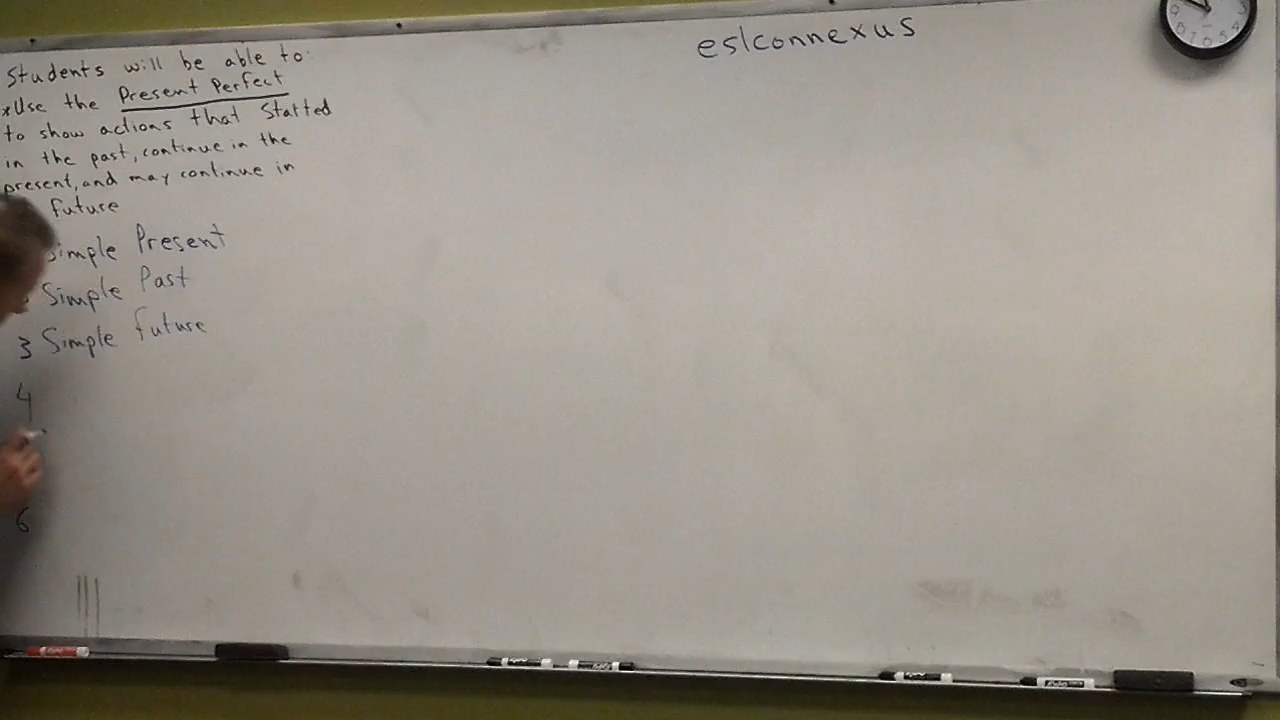 Students will be able to:
*Use the Present Perfect
to show actions that started
in the past, continue in the
present, and may continue in
future
Simple Present
Simple Past
3 Simple future
4
6
eslconnexus